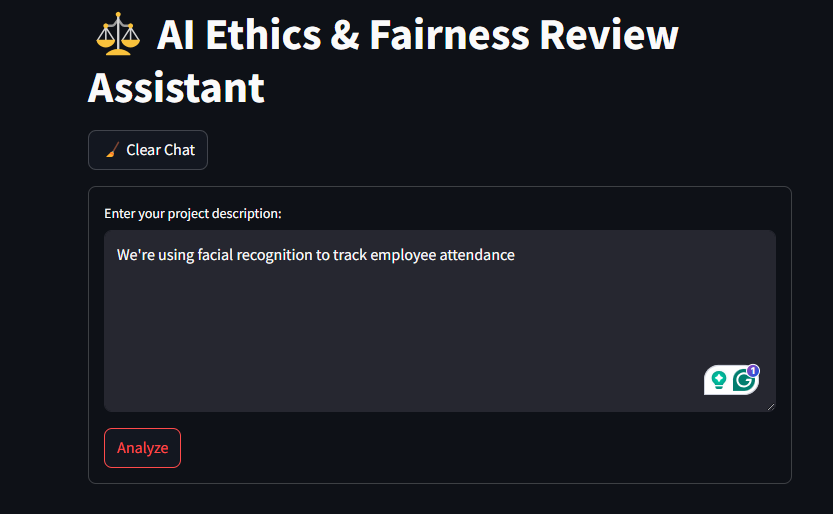 ⚖️ AI Ethics & Fairness Review
Assistant
🧹 Clear Chat
Enter your project description:
We're using facial recognition to track employee attendance
1
Analyze